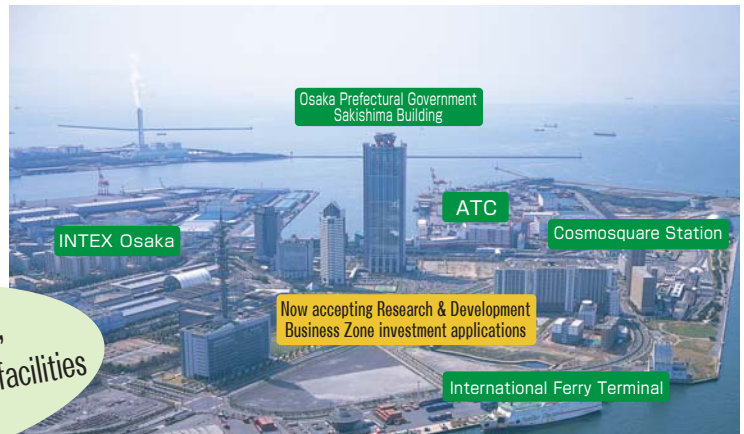 Osaka Prefectural Government
Sakishima Building
ATC
INTEX Osaka
Cosmosquare Station
Now accepting Research & Development
Business Zone investment applications
,
facilities
International Ferry Terminal